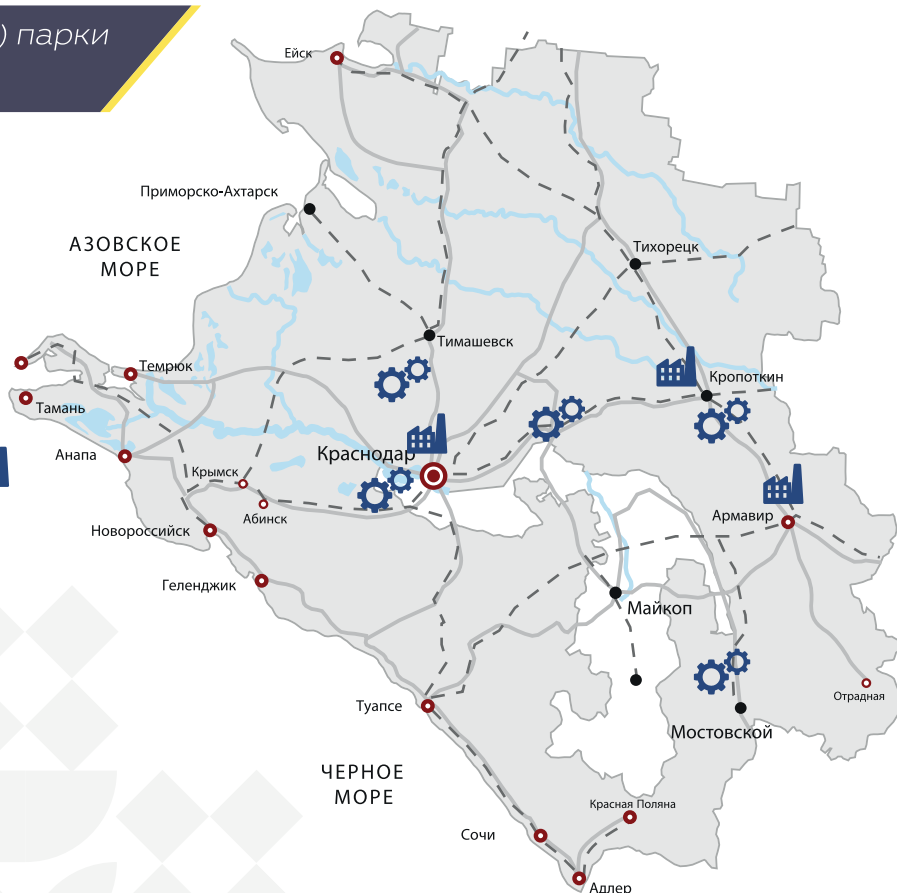 ) парки
Ейск
Приморско-Ахтарск
АЗОВСКОЕ
МОРЕ
Тихорецк
Тимашевск
Темрюк
Кропоткин
Тамань
Анапа
Краснодар
Крымск
Абинск
Армавир
Новороссийск
Геленджик
Майкоп
Отрадная
Туапсе
Мостовской
ЧЕРНОЕ
МОРЕ
Красная Поляна
Сочи
Адлер